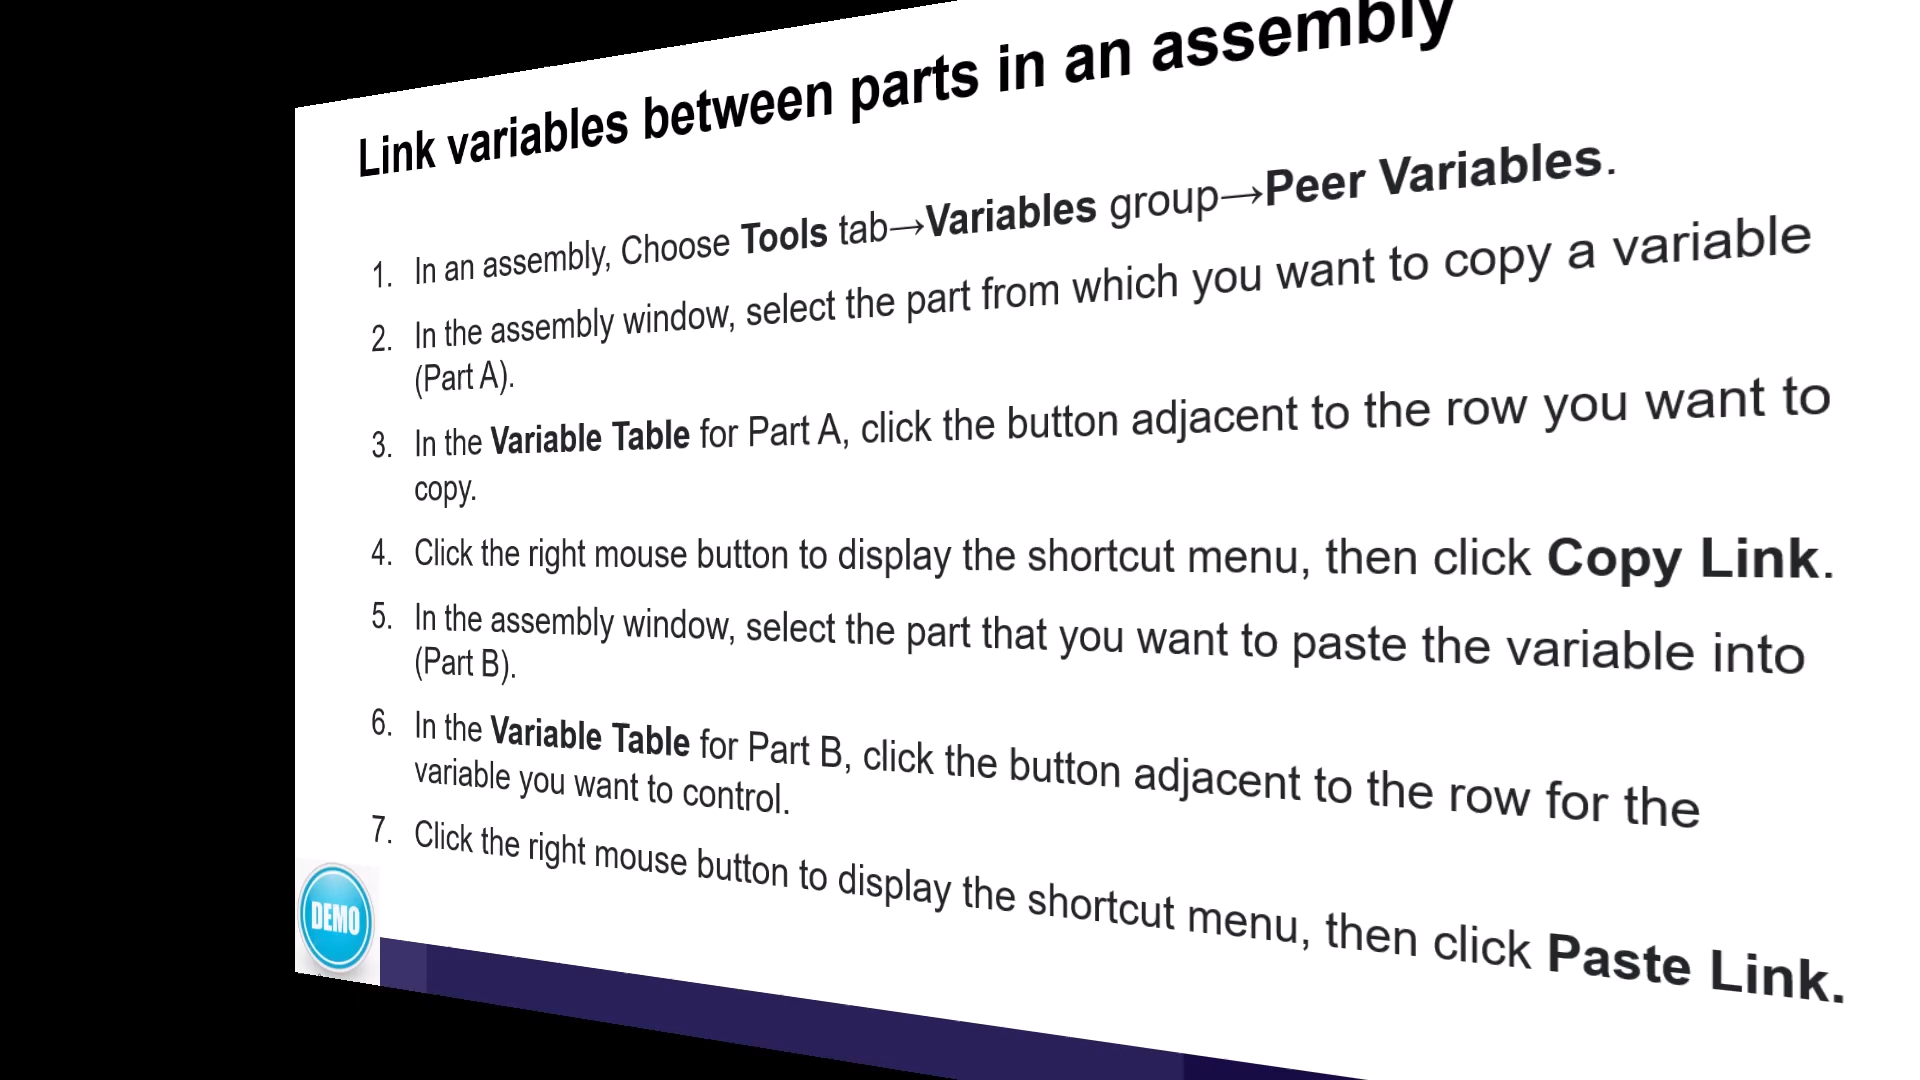 Link variables between parts in an assembly
1. In an assembly, Choose Tools tab→Variables group→Peer Variables.
2. In the assembly window, select the part from which you want to copy a variable
(Part A).
3. In the Variable Table for Part A, click the button adjacent to the row you want to
copy.
4. Click the right mouse button to display the shortcut menu, then click Copy Link.
5. In the assembly window, select the part that you want to paste the variable into
(Part B).
6. In the Variable Table for Part B, click the button adjacent to the row for the
variable you want to control.
7. Click the right mouse button to display the shortcut menu, then click Paste Link.
DEMO